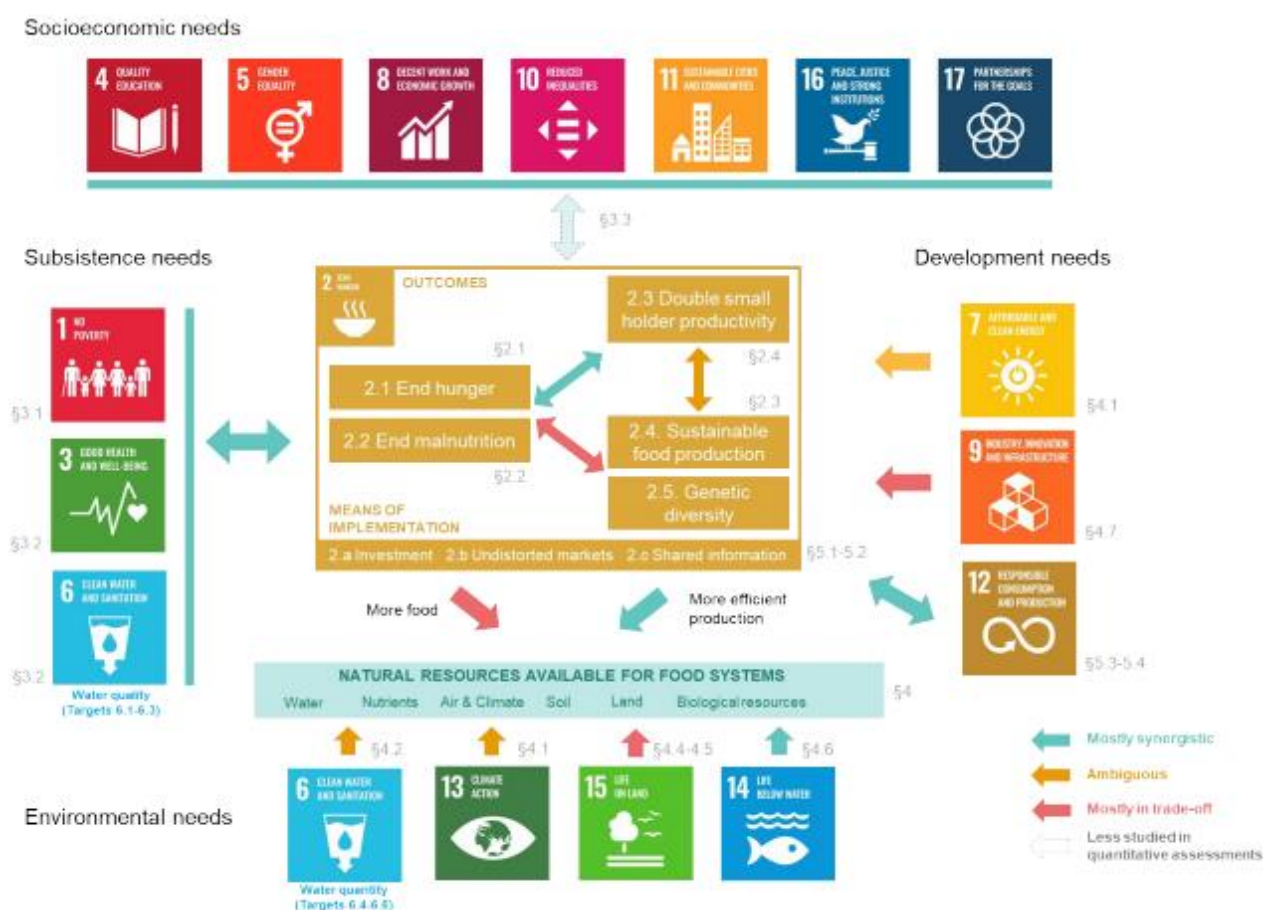 Socioeconomic needs
4 QUALITY
EDUCATION
5 GENDER
EQUALITY
8 DECENT WORK AND
ECONOMIC GROWTH
10 REDUCED
INEQUALITIES
11 SUSTAINABLE CITIES
AND COMMUNITIES
16 PEACE, JUSTICE
AND STRONG
INSTITUTIONS
17 PARTNERSHIPS
FOR THE GOALS
§3.3
Subsistence needs
Development needs
1 NO
POVERTY
§3.1
3 GOOD HEALTH
AND WELL-BEING
§3.2
6 CLEAN WATER
AND SANITATION
§3.2
Water quality
(Targets 6.1-6.3)
2 ZERO
HUNGER
OUTCOMES
2.3 Double small
holder productivity
§2.1
§2.4
2.1 End hunger
§2.3
2.2 End malnutrition
2.4. Sustainable
food production
§2.2
2.5. Genetic
diversity
MEANS OF
IMPLEMENTATION
2.a Investment 2.b Undistorted markets 2.c Shared information
§5.1-5.2
7 AFFORDABLE AND
CLEAN ENERGY
§4.1
9 INDUSTRY, INNOVATION
AND INFRASTRUCTURE
§4.7
12 RESPONSIBLE
CONSUMPTION
AND PRODUCTION
§5.3-5.4
More food
More efficient
production
NATURAL RESOURCES AVAILABLE FOR FOOD SYSTEMS
Water Nutrients Air & Climate Soil Land Biological resources
§4
§4.2
§4.1
§4.4-4.5
§4.6
Environmental needs
6 CLEAN WATER
AND SANITATION
Water quantity
(Targets 6.4-6.6)
13 CLIMATE
ACTION
15 LIFE
ON LAND
14 LIFE
BELOW WATER
Mostly synergistic
Ambiguous
Mostly in trade-off
Less studied in
quantitative assessments